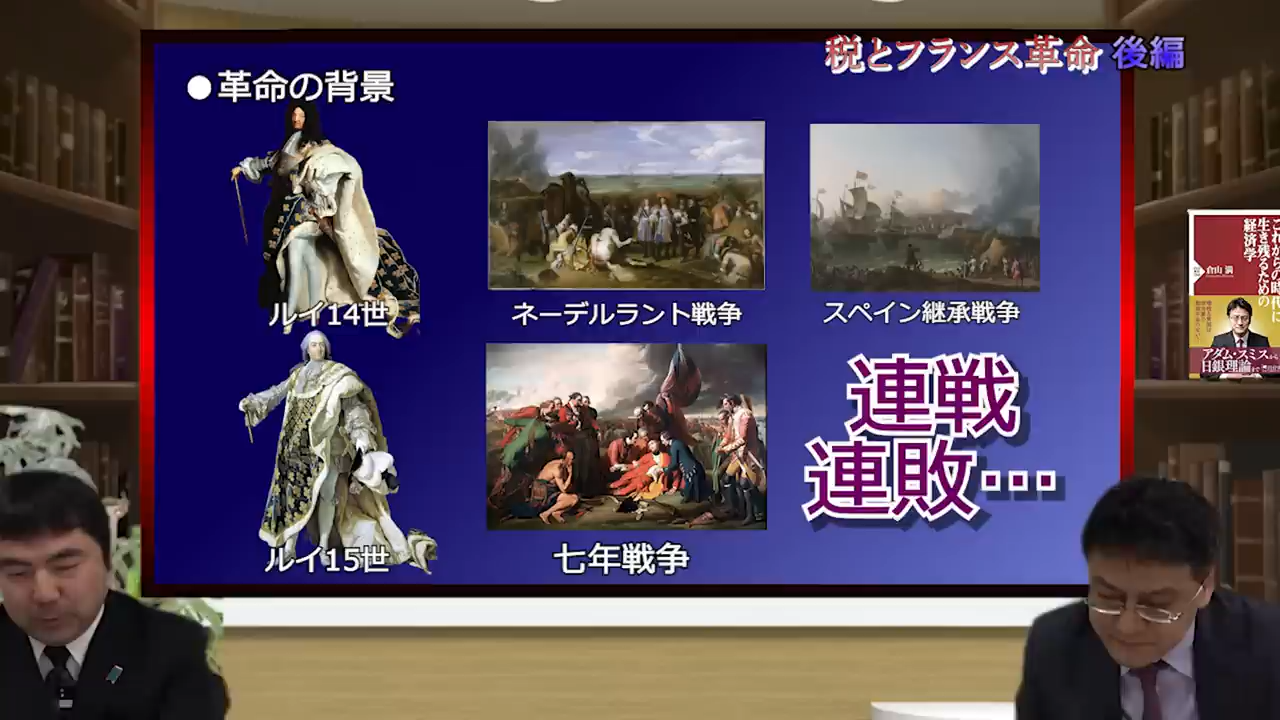 税とフランス革命 後編
●革命の背景
ルイ14世
ネーデルラント戦争
スペイン継承戦争
ルイ15世
七年戦争
連戦
連敗…
これからの時代に
生き残るための
経済学
倉山 満
アダム・スミスから
日銀理論まで